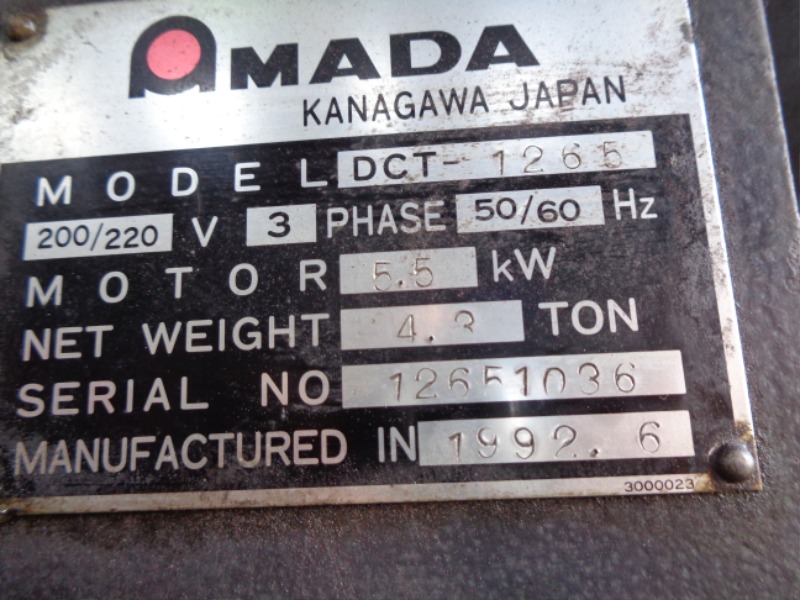 AMADA
KANAGAWA JAPAN
MODEL DCT-1265
200/220 V 3 PHASE 50/60 Hz
MOTOR 5.5 kW
NET WEIGHT 4.3 TON
SERIAL NO 12651036
MANUFACTURED IN 1992.6
3000023